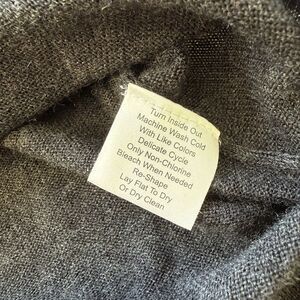 Turn Inside Out
Machine Wash Cold
With Like Colors
Delicate Cycle
Only Non-Chlorine
Bleach When Needed
Re-Shape
Lay Flat To Dry
Or Dry Clean